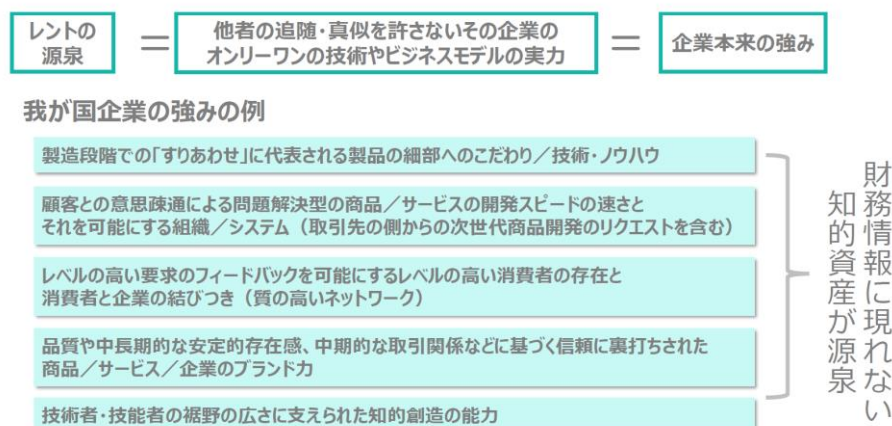 レントの
源泉
＝
他者の追随・真似を許さないその企業の
オンリーワンの技術やビジネスモデルの実力
＝
企業本来の強み
我が国企業の強みの例
製造段階での「すりあわせ」に代表される製品の細部へのこだわり／技術・ノウハウ
顧客との意思疎通による問題解決型の商品／サービスの開発スピードの速さと
それを可能にする組織／システム（取引先の側からの次世代商品開発のリクエストを含む）
レベルの高い要求のフィードバックを可能にするレベルの高い消費者の存在と
消費者と企業の結びつき（質の高いネットワーク）
品質や中長期的な安定的存在感、中期的な取引関係などに基づく信頼に裏打ちされた
商品／サービス／企業のブランド力
技術者・技能者の裾野の広さに支えられた知的創造の能力
財務情報に現れない
知的資産が源泉